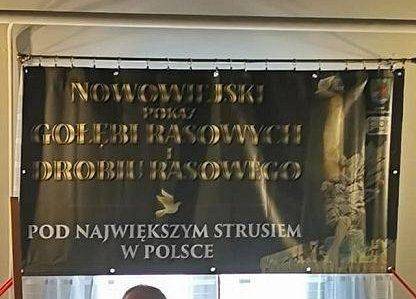 NOWOWIEJSKI
POKAZ
GOŁĘBI RASOWYCH
I
DROBIU RASOWEGO
POD NAJWIĘKSZYM STRUSIEM
W POLSCE